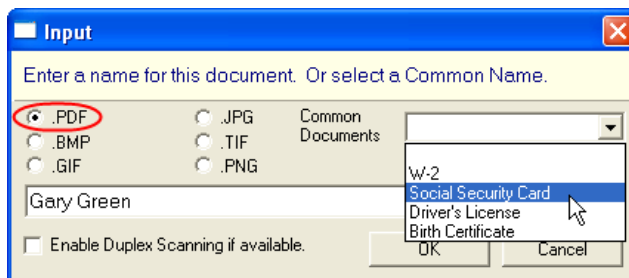 Input
Enter a name for this document. Or select a Common Name.
.PDF
.JPG
Common
Documents
.BMP
.TIF
.GIF
.PNG
W-2
Social Security Card
Driver's License
Birth Certificate
Gary Green
Enable Duplex Scanning if available.
OK
Cancel